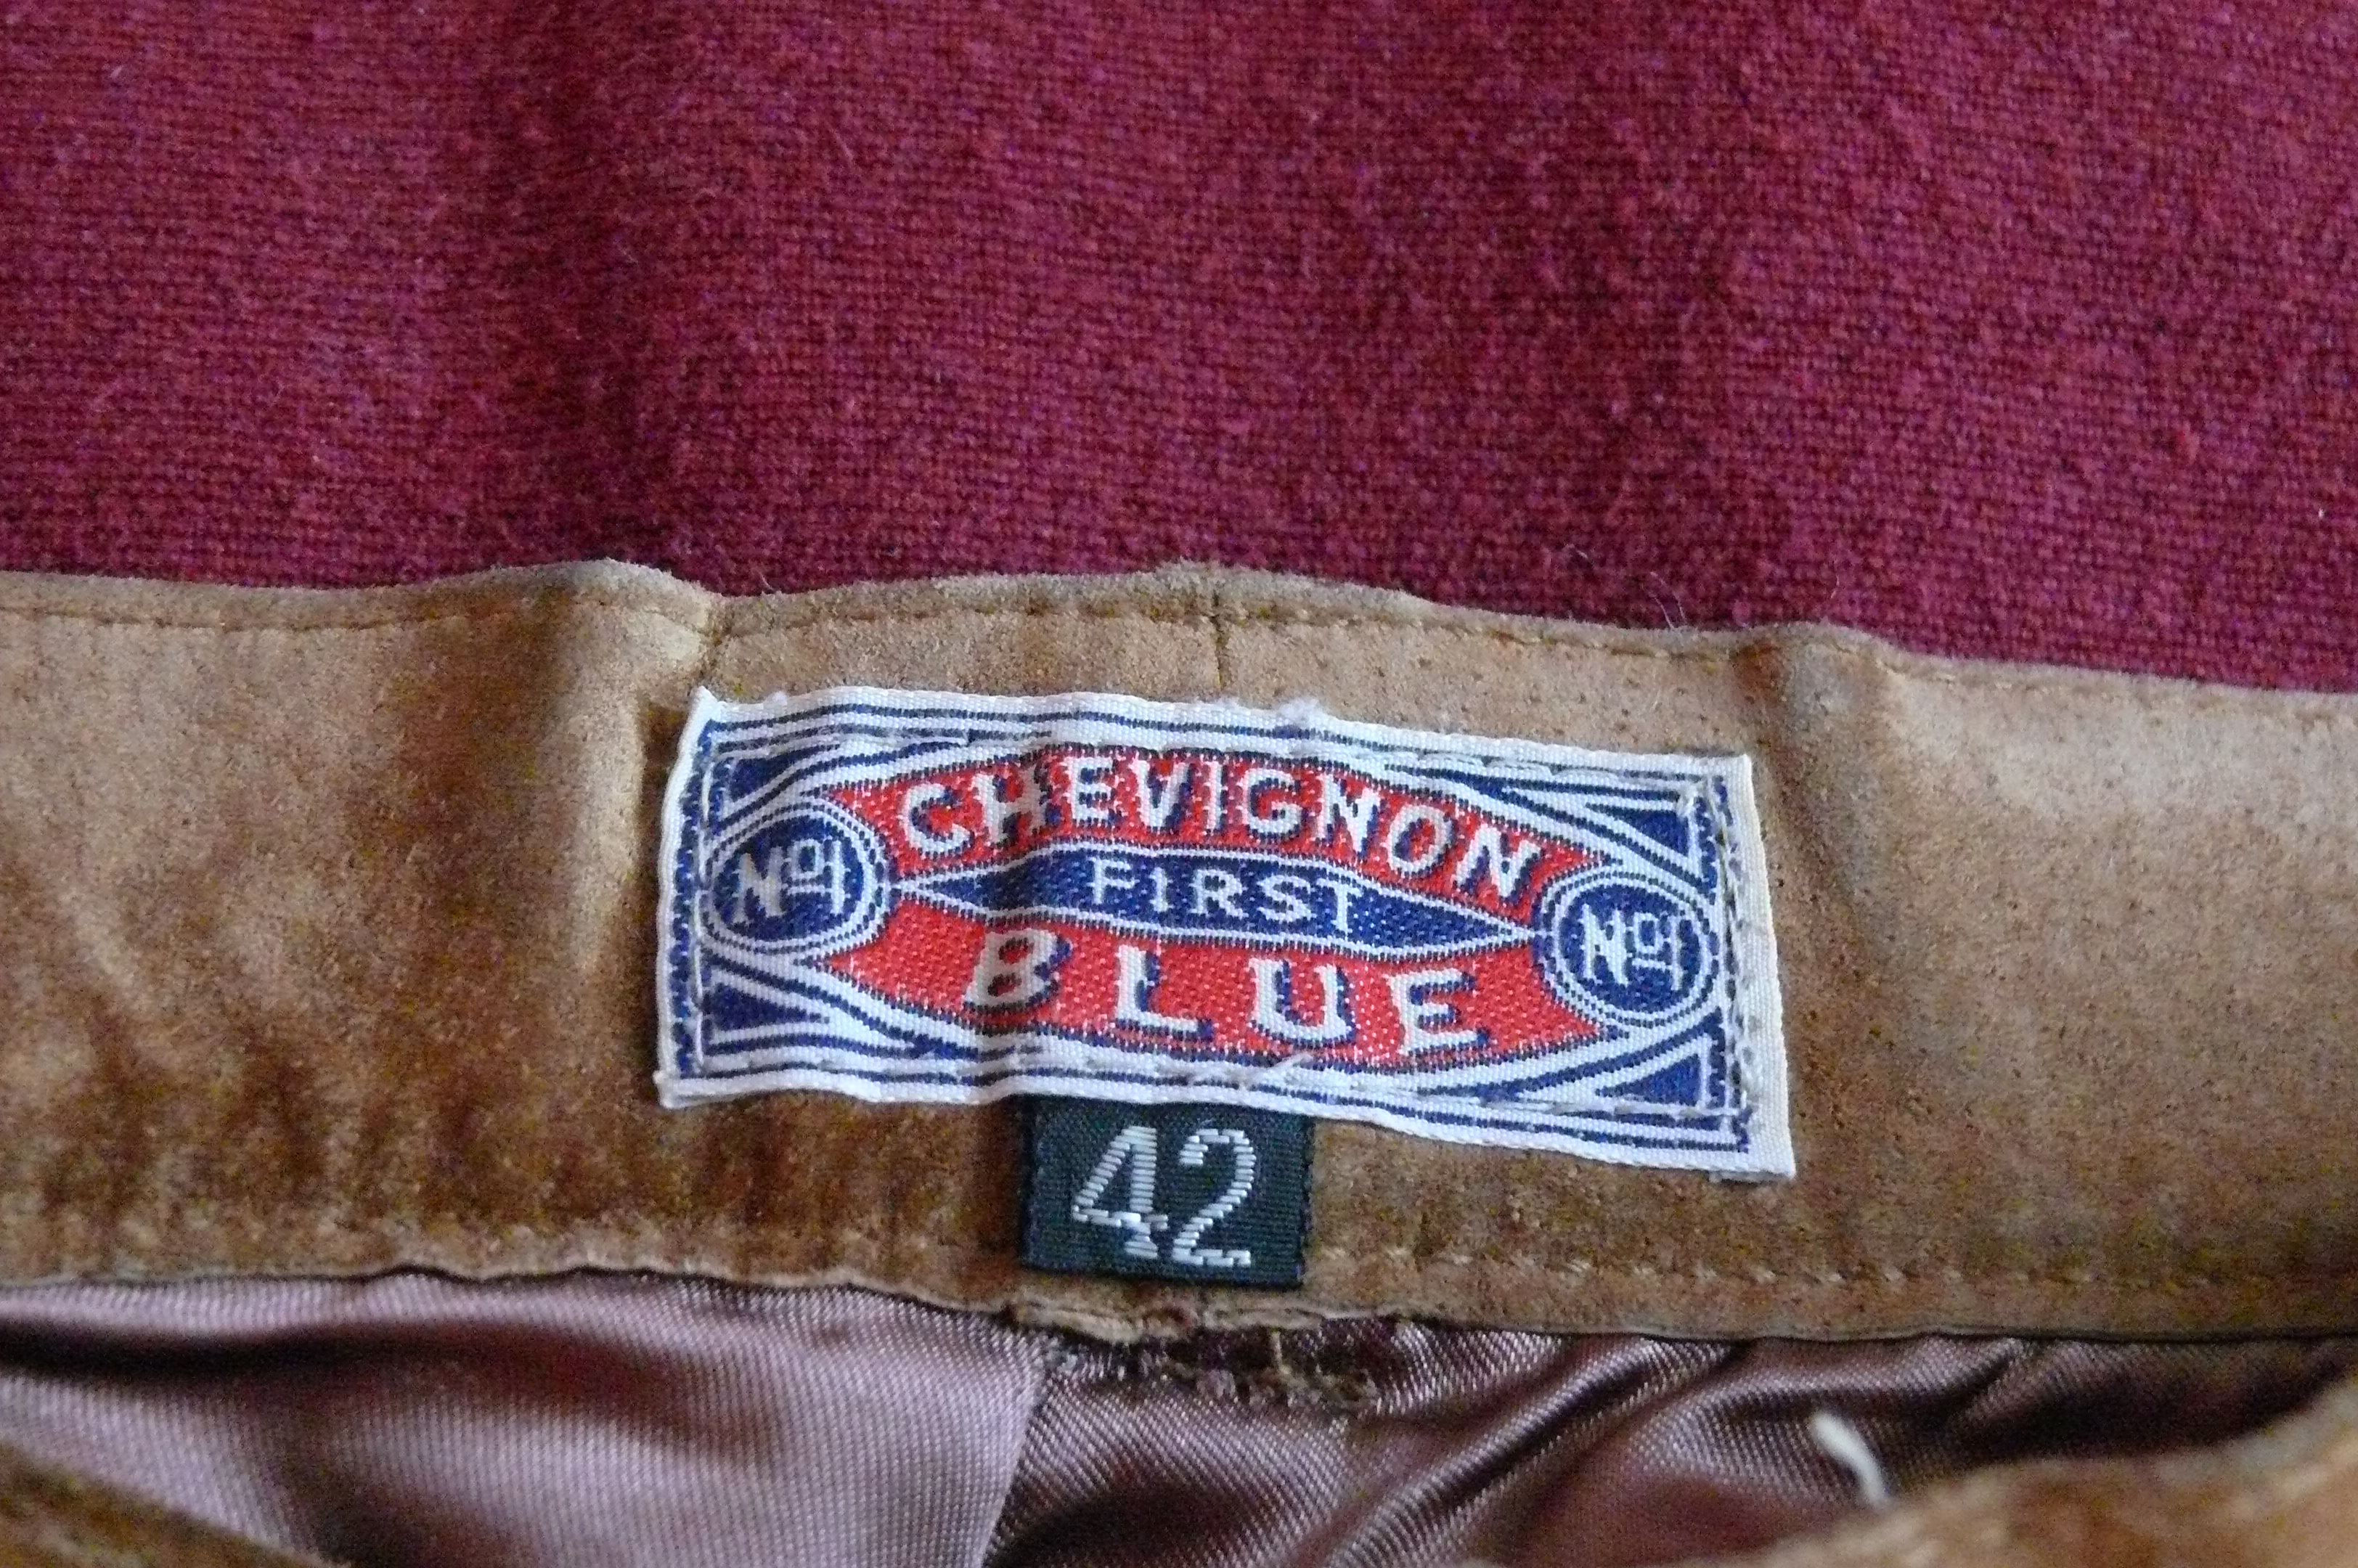 CHEVIGNON
Nº1 FIRST Nº1
BLUE
42